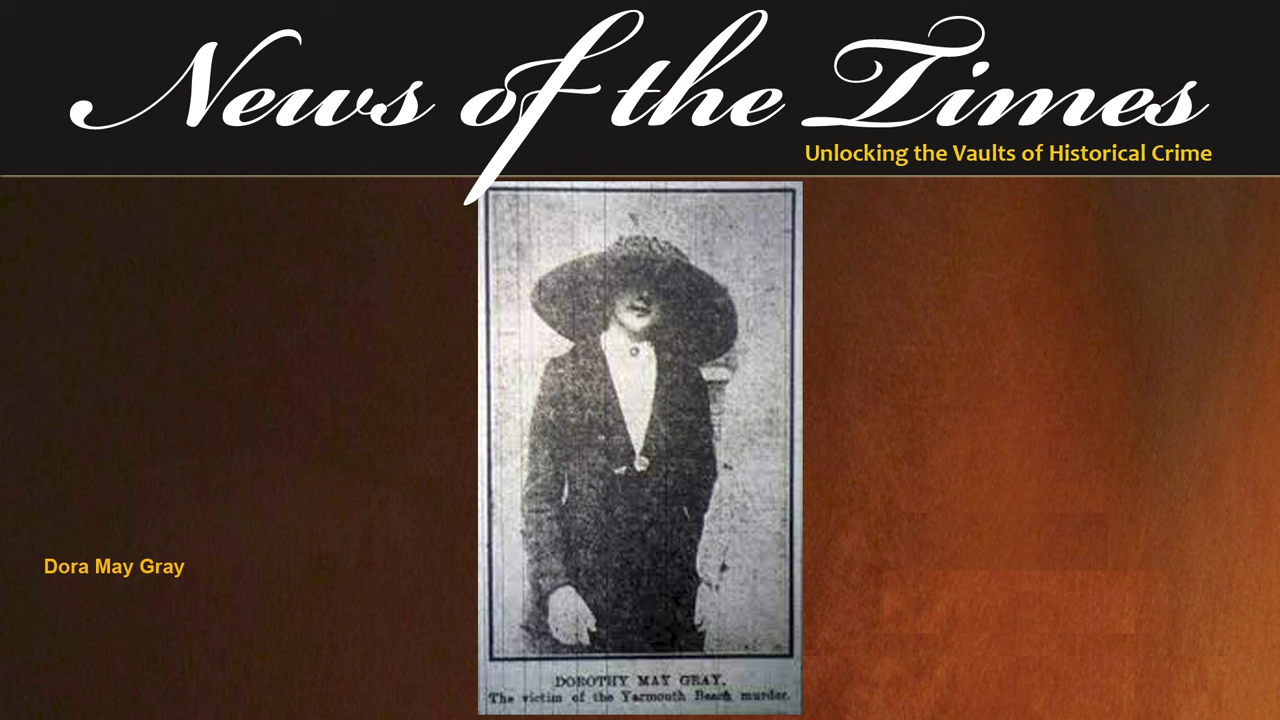 News of the Times
Unlocking the Vaults of Historical Crime
Dora May Gray
DOROTHY MAY GRAY.
The victim of the Yarmouth Beach murder.